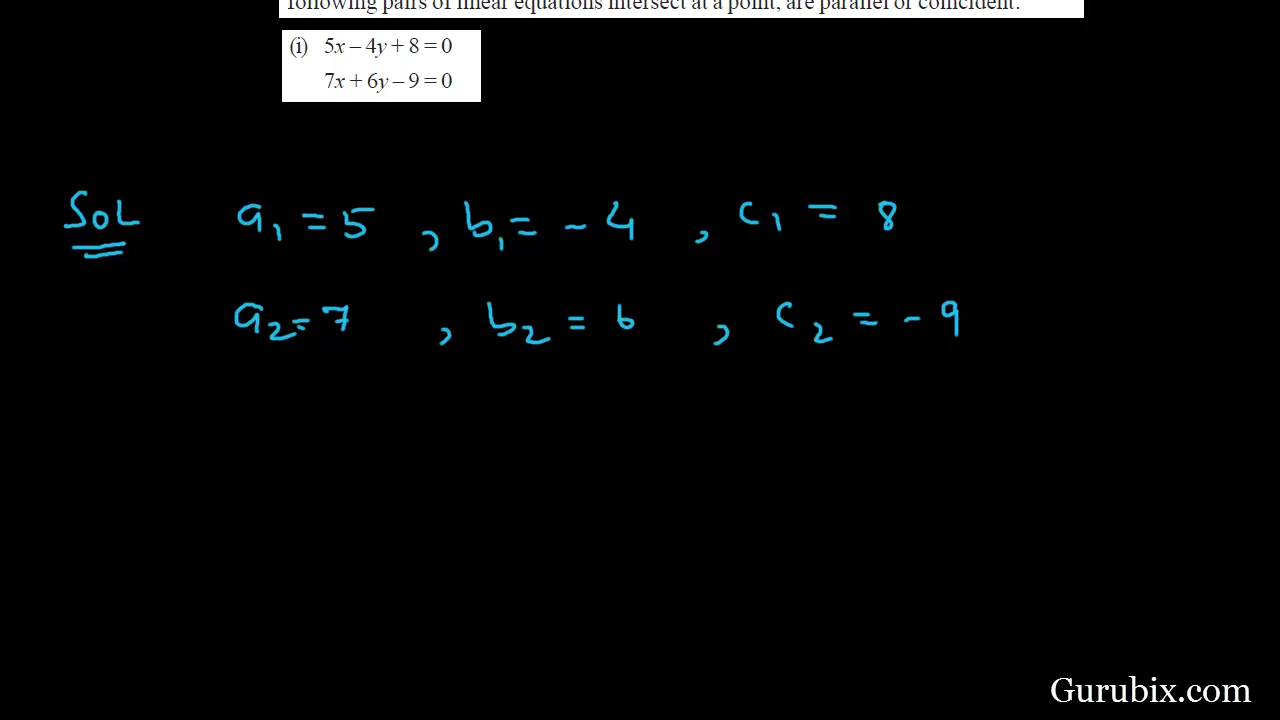 following pairs of linear equations intersect at a point, are parallel or coincident:
(i) 5x – 4y + 8 = 0
7x + 6y – 9 = 0
SOL a₁ = 5 , b₁ = - 4 , c₁ = 8
a₂ = 7 , b₂ = 6 , c₂ = - 9
Gurubix.com